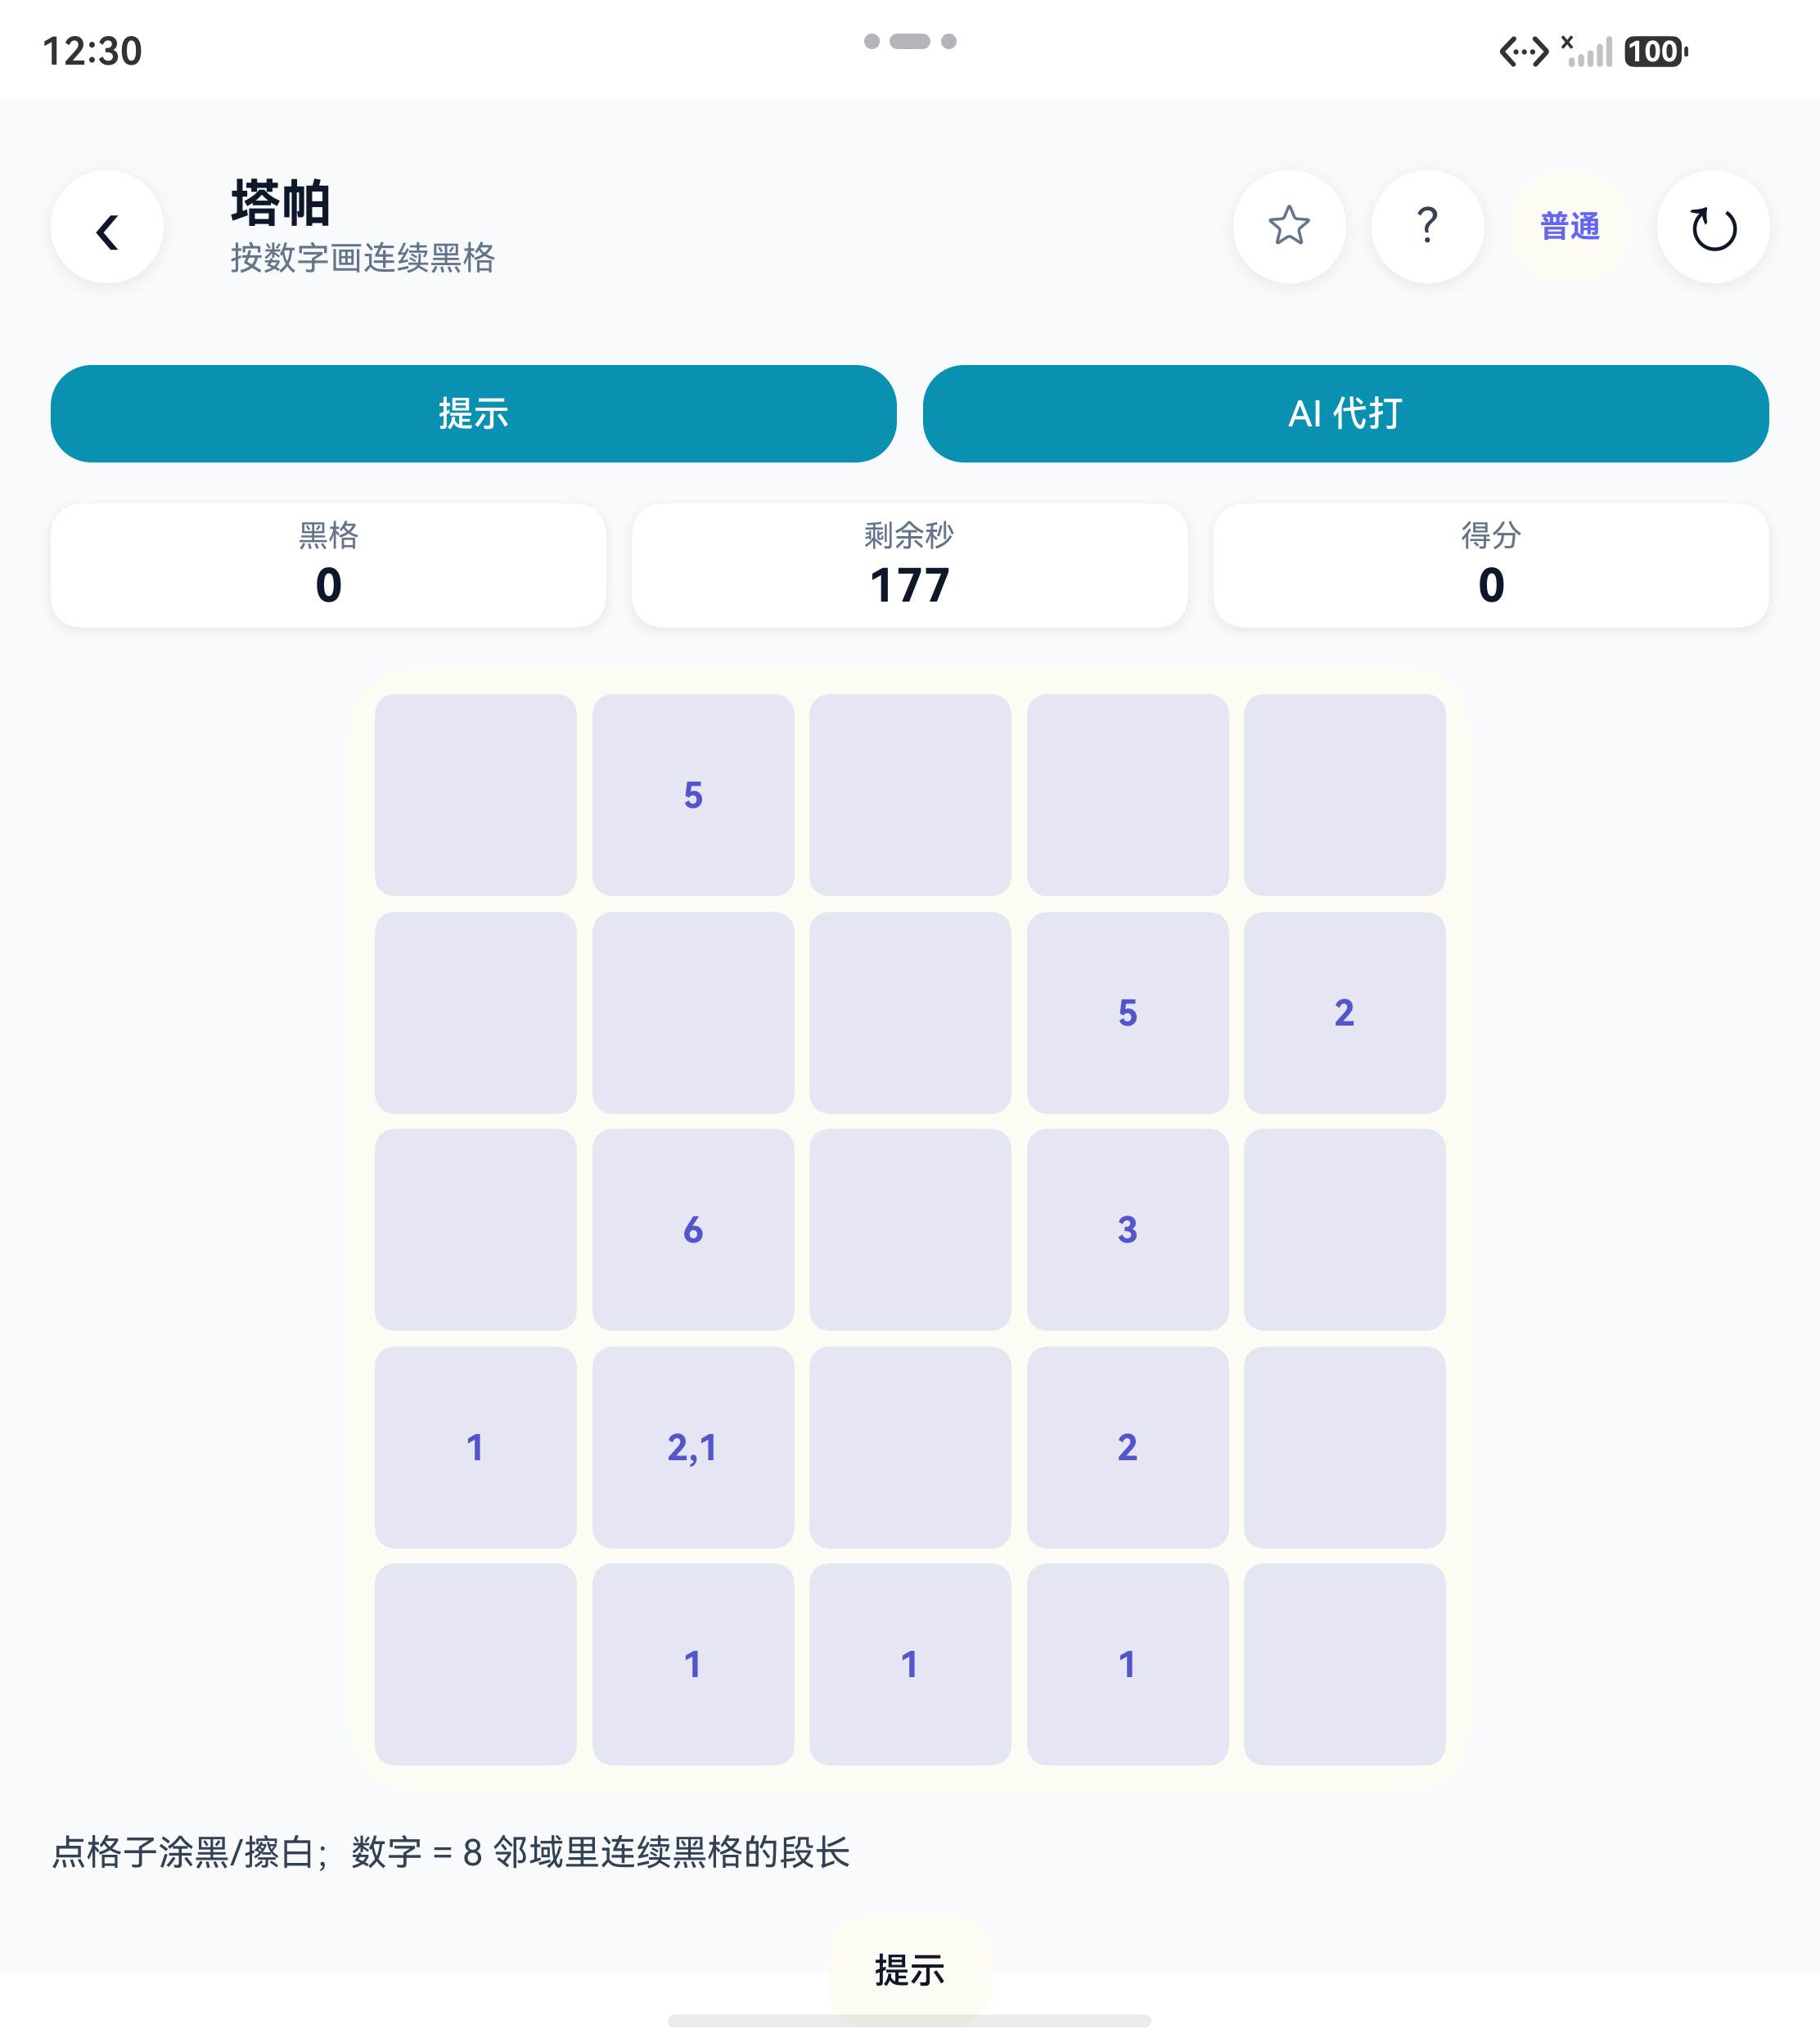 12:30
100
塔帕
按数字画连续黑格
?
普通
提示
AI 代打
黑格
0
剩余秒
177
得分
0
5
5 2
6 3
1 2,1 2
1 1 1
点格子涂黑/擦白；数字 = 8 邻域里连续黑格的段长
提示